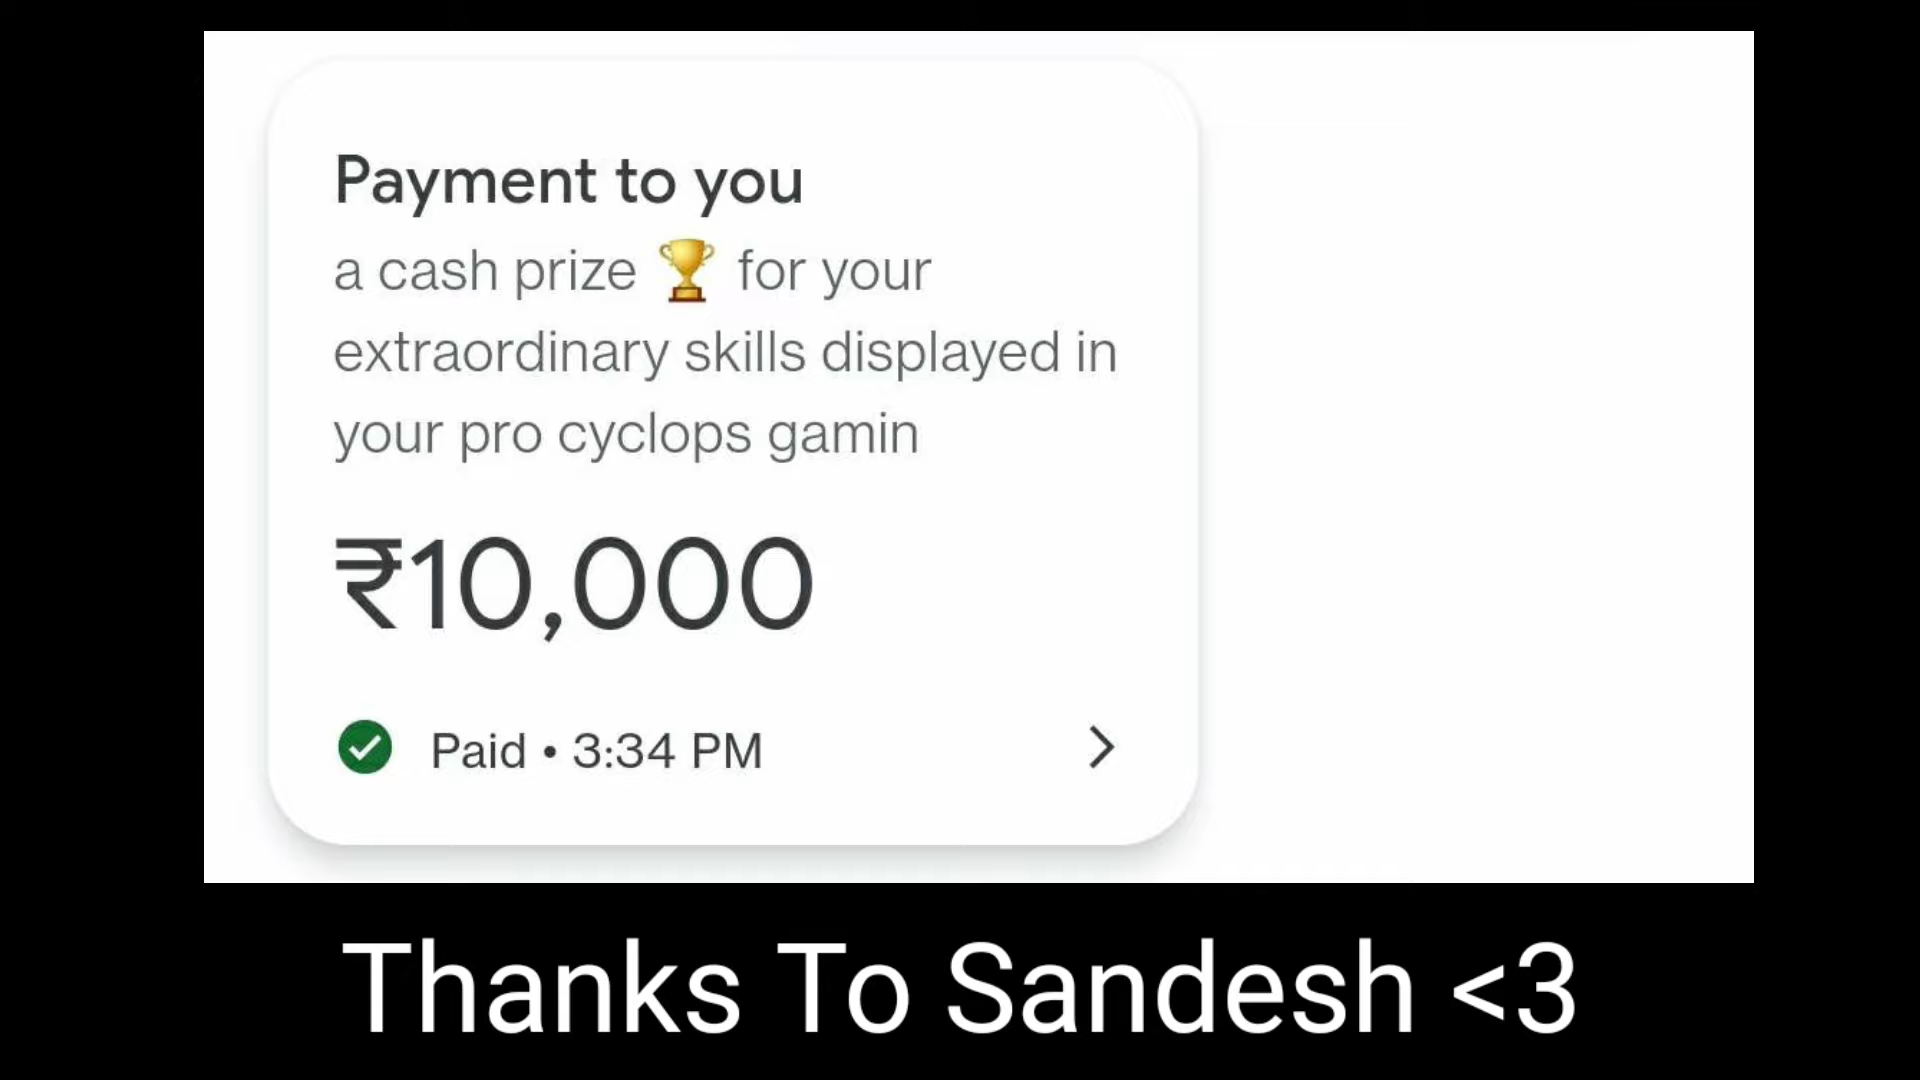 Payment to you
a cash prize 🏆 for your
extraordinary skills displayed in
your pro cyclops gamin
₹10,000
Paid • 3:34 PM
Thanks To Sandesh <3